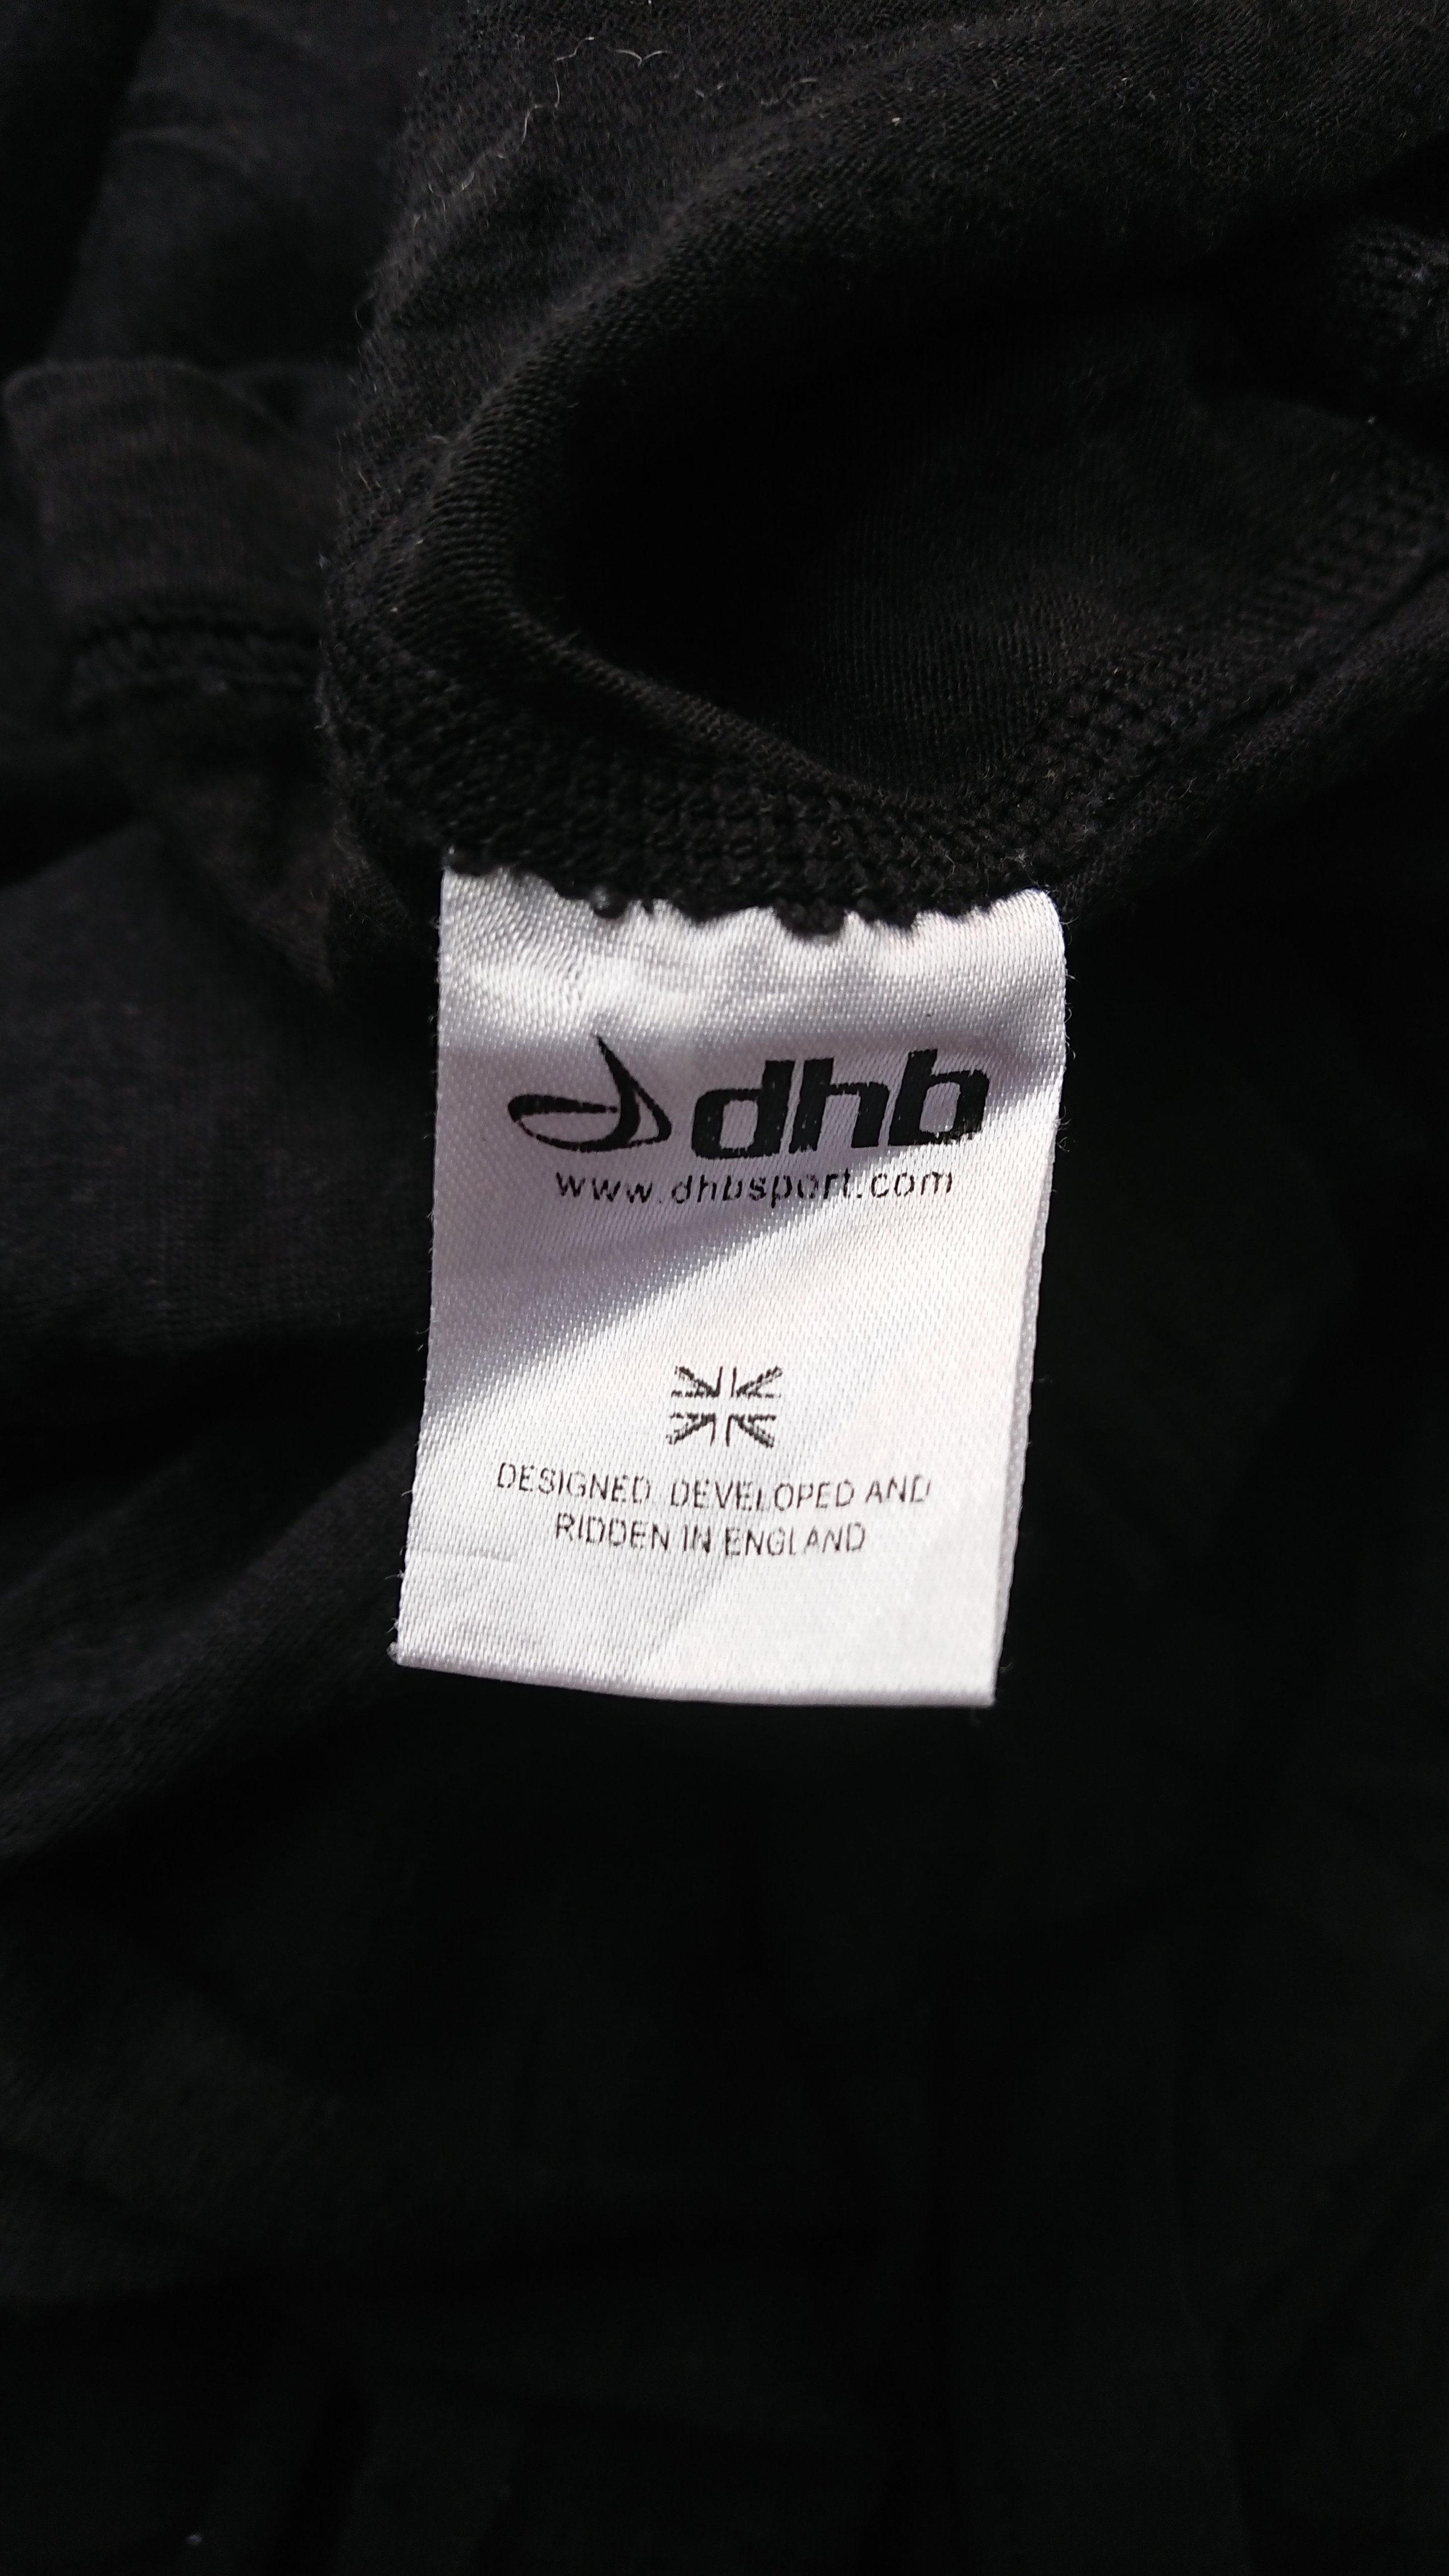 dhb
www.dhbsport.com
DESIGNED, DEVELOPED AND
RIDDEN IN ENGLAND